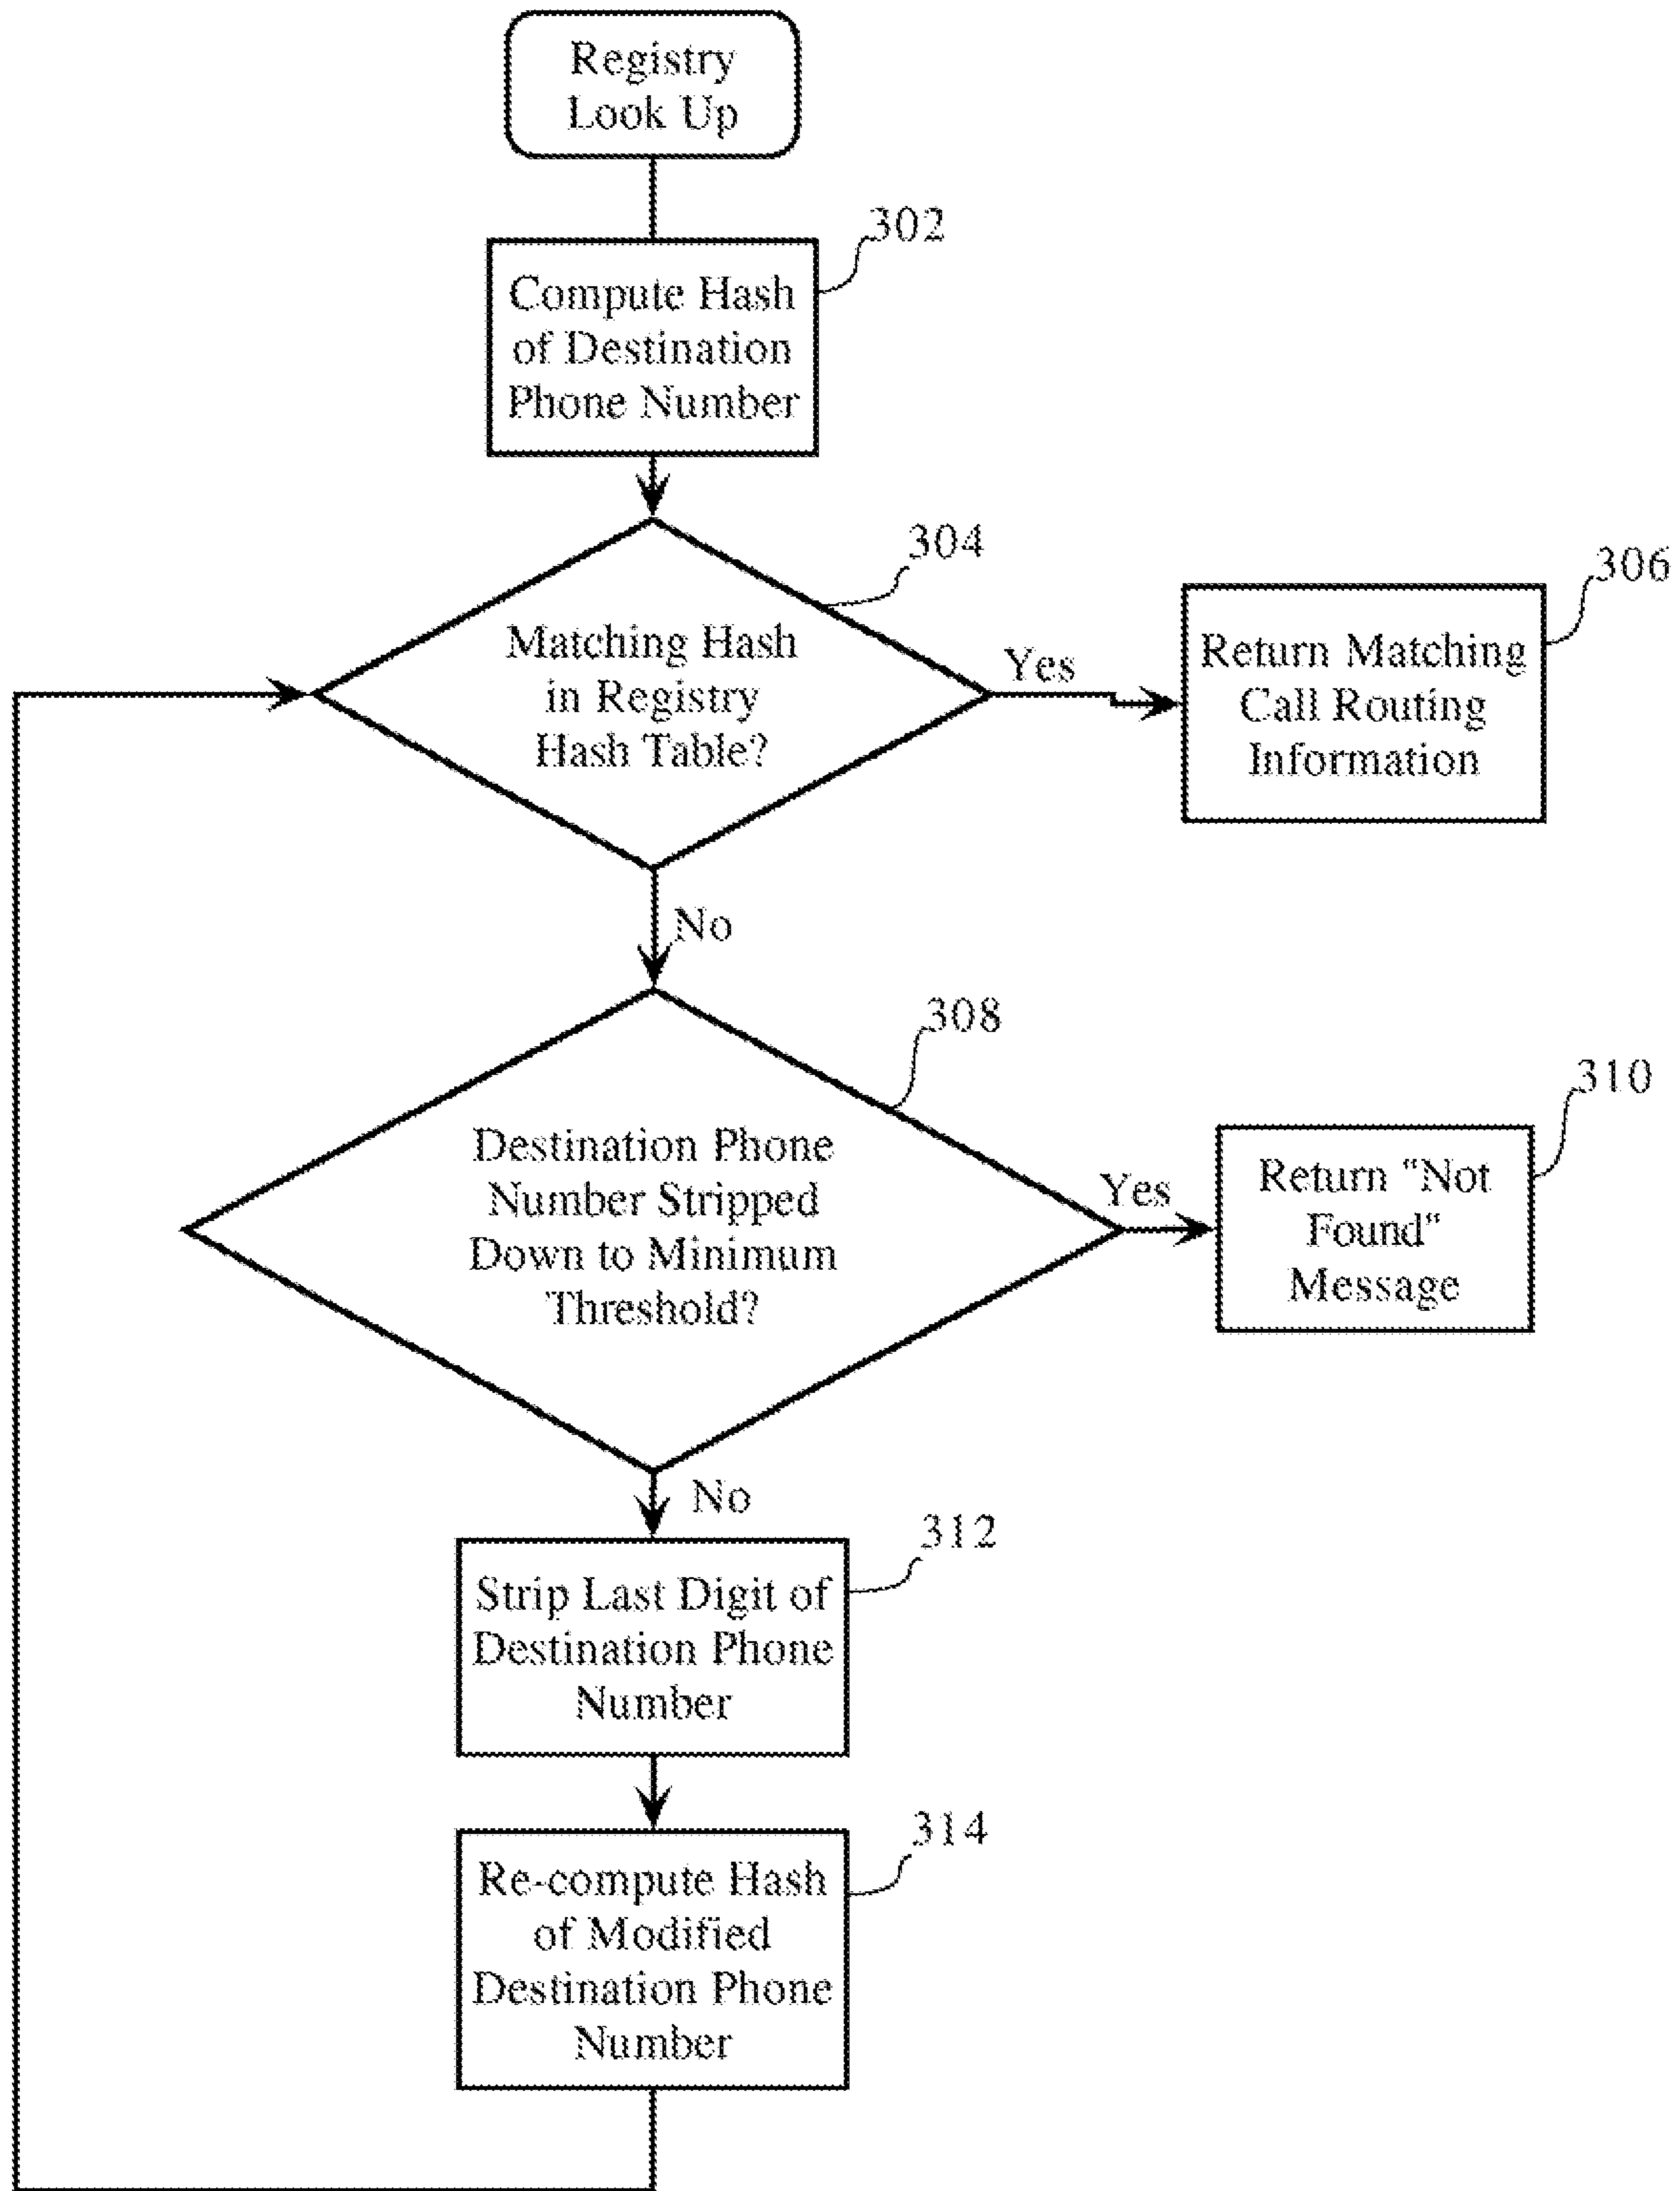 Registry
Look Up
302
Compute Hash
of Destination
Phone Number
304
Matching Hash
in Registry
Hash Table?
Yes
306
Return Matching
Call Routing
Information
No
308
Destination Phone
Number Stripped
Down to Minimum
Threshold?
Yes
310
Return "Not
Found"
Message
No
312
Strip Last Digit of
Destination Phone
Number
314
Re-compute Hash
of Modified
Destination Phone
Number